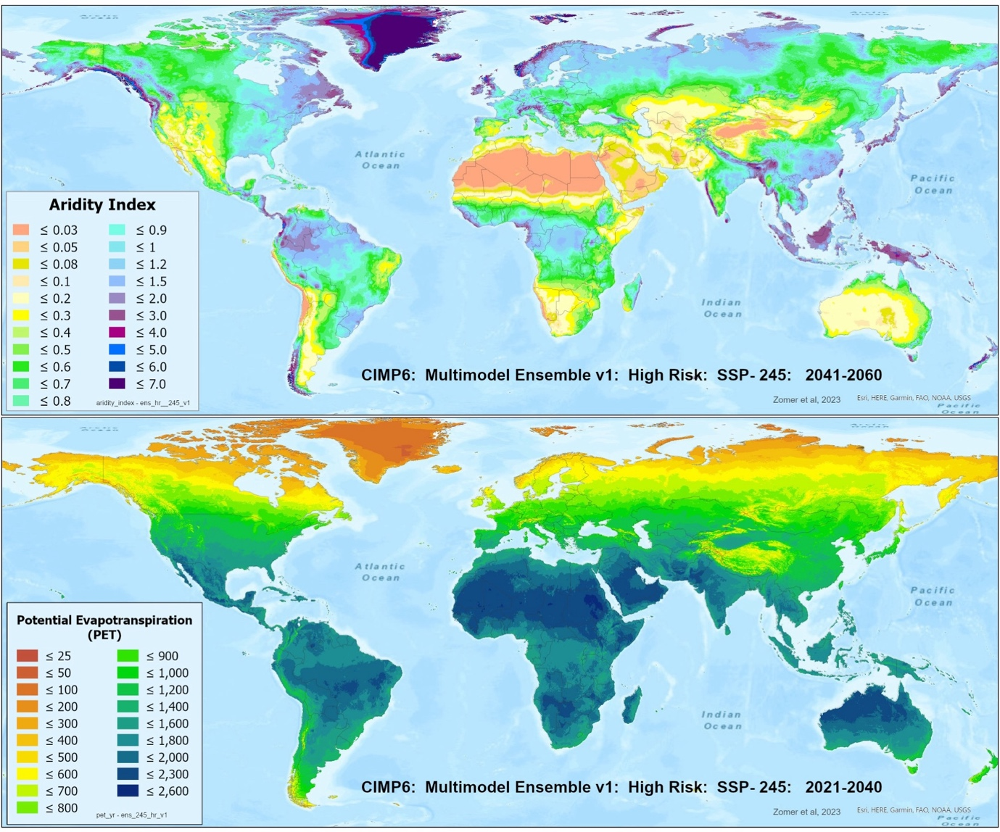 Arctic
Ocean
Arctic
Ocean
Atlantic
Ocean
Pacific
Ocean
Indian
Ocean
Aridity Index
≤ 0.03
≤ 0.05
≤ 0.08
≤ 0.1
≤ 0.2
≤ 0.3
≤ 0.4
≤ 0.5
≤ 0.6
≤ 0.7
≤ 0.8
≤ 0.9
≤ 1
≤ 1.2
≤ 1.5
≤ 2.0
≤ 3.0
≤ 4.0
≤ 5.0
≤ 6.0
≤ 7.0
aridity_index - ens_hr__245_v1
CIMP6: Multimodel Ensemble v1: High Risk: SSP- 245: 2041-2060
Zomer et al, 2023
Esri, HERE, Garmin, FAO, NOAA, USGS
Pacific
Ocean
Arctic
Ocean
Arctic
Atlantic
Ocean
Pacific
Ocean
Indian
Ocean
Potential Evapotranspiration
(PET)
≤ 25
≤ 50
≤ 100
≤ 200
≤ 300
≤ 400
≤ 500
≤ 600
≤ 700
≤ 800
≤ 900
≤ 1,000
≤ 1,200
≤ 1,400
≤ 1,600
≤ 1,800
≤ 2,000
≤ 2,300
≤ 2,600
pet_yr - ens_245_hr_v1
CIMP6: Multimodel Ensemble v1: High Risk: SSP- 245: 2021-2040
Zomer et al, 2023
Esri, HERE, Garmin, FAO, NOAA, USGS
Pacific
Ocean